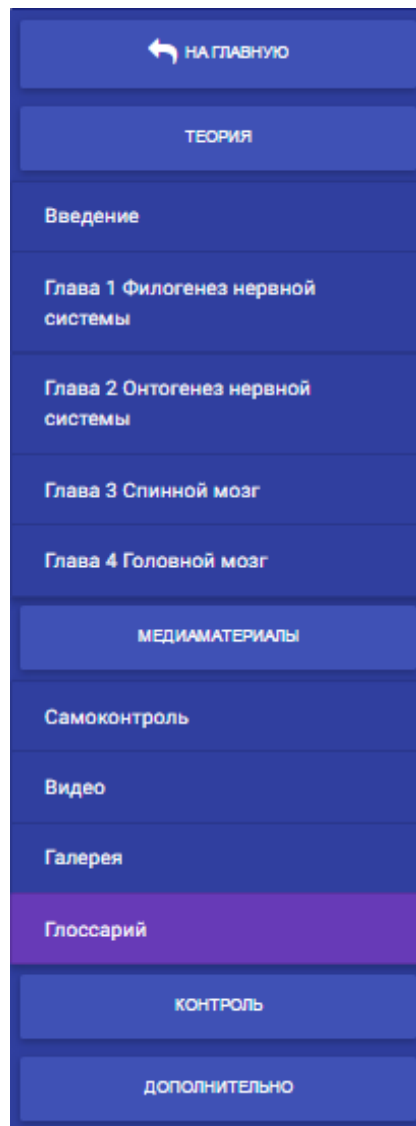 НА ГЛАВНУЮ
ТЕОРИЯ
Введение
Глава 1 Филогенез нервной
системы
Глава 2 Онтогенез нервной
системы
Глава 3 Спинной мозг
Глава 4 Головной мозг
МЕДИАМАТЕРИАЛЫ
Самоконтроль
Видео
Галерея
Глоссарий
КОНТРОЛЬ
ДОПОЛНИТЕЛЬНО